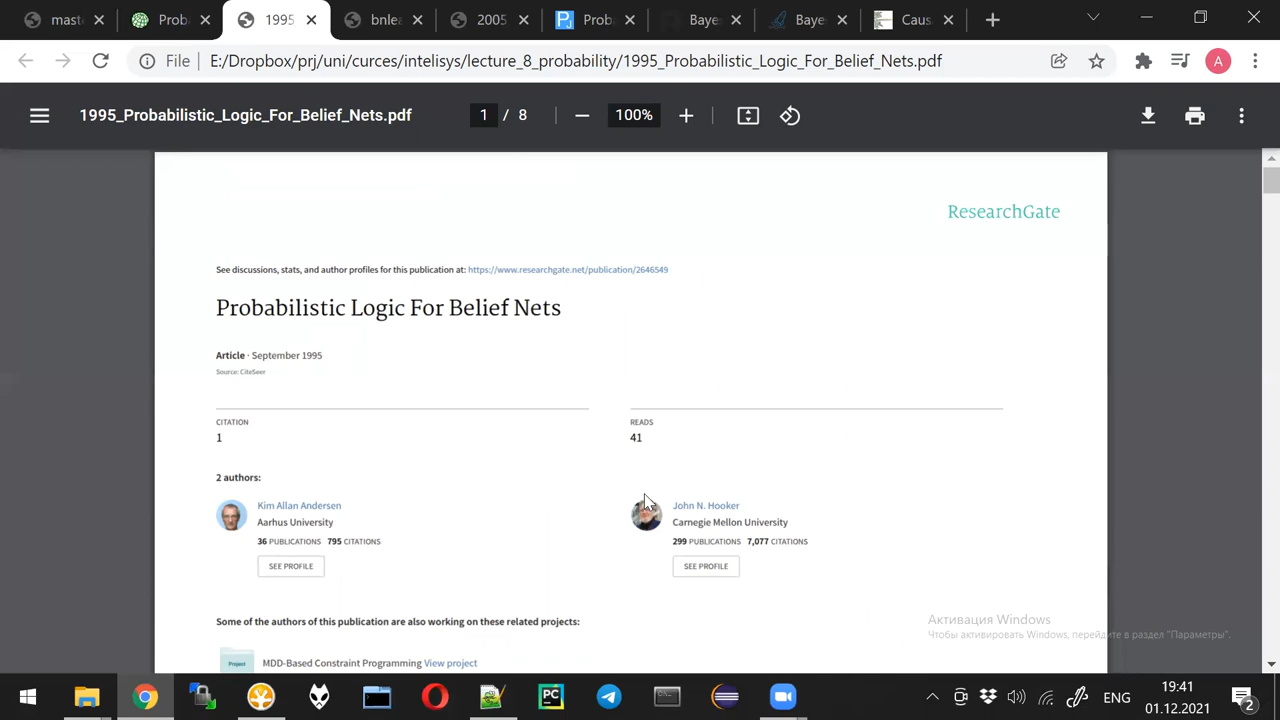 mast
Prob
1995
bnlea
2005
Prob
Baye
Baye
Caus
File
E:/Dropbox/prj/uni/curces/intelisys/lecture_8_probability/1995_Probabilistic_Logic_For_Belief_Nets.pdf
A
1995_Probabilistic_Logic_For_Belief_Nets.pdf
1 / 8
100%
ResearchGate
See discussions, stats, and author profiles for this publication at: https://www.researchgate.net/publication/2646549
Probabilistic Logic For Belief Nets
Article · September 1995
Source: CiteSeer
CITATION
1
READS
41
2 authors:
Kim Allan Andersen
Aarhus University
36 PUBLICATIONS 795 CITATIONS
SEE PROFILE
John N. Hooker
Carnegie Mellon University
299 PUBLICATIONS 7,077 CITATIONS
SEE PROFILE
Some of the authors of this publication are also working on these related projects:
Project
MDD-Based Constraint Programming View project
Активация Windows
Чтобы активировать Windows, перейдите в раздел "Параметры".
PC
ENG
19:41
01.12.2021
2